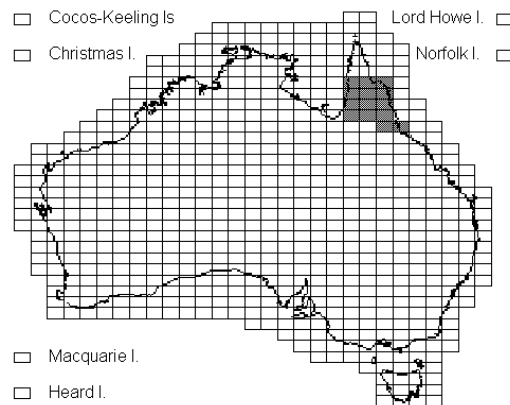 Cocos-Keeling Is
Lord Howe I.
Christmas I.
Norfolk I.
Macquarie I.
Heard I.